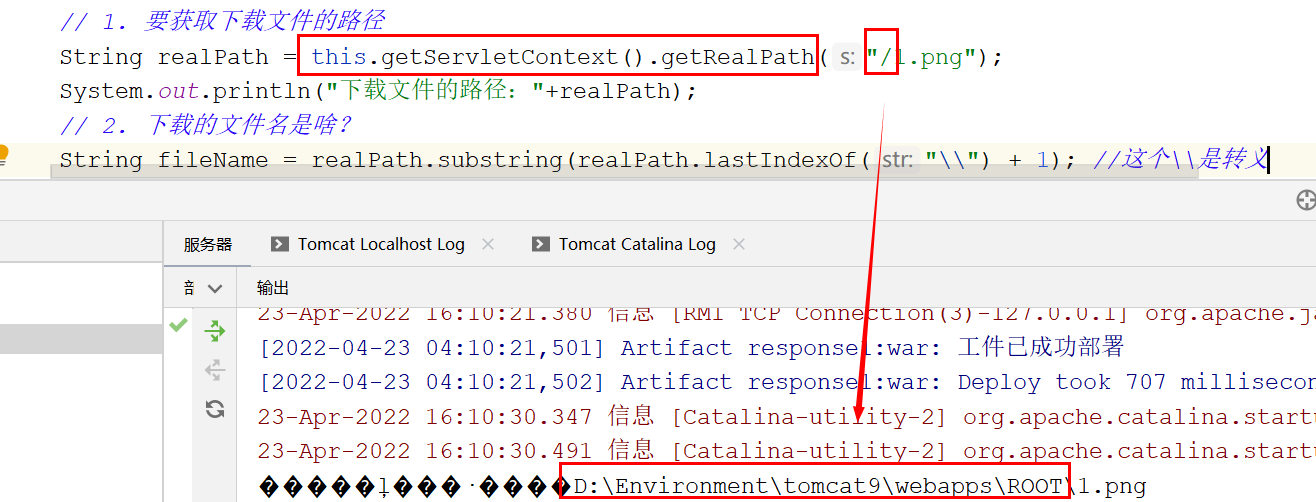 // 1. 要获取下载文件的路径
String realPath = this.getServletContext().getRealPath( s: "/1.png");
System.out.println("下载文件的路径："+realPath);
// 2. 下载的文件名是啥？
String fileName = realPath.substring(realPath.lastIndexOf( str: "\\") + 1); //这个\\是转义
服务器 Tomcat Localhost Log × Tomcat Catalina Log ×
输出
23-Apr-2022 16:10:21.380 信息 [RMI TCP Connection(3)-127.0.0.1] org.apache.ja
[2022-04-23 04:10:21,501] Artifact response1:war: 工件已成功部署
[2022-04-23 04:10:21,502] Artifact response1:war: Deploy took 707 millisecon
23-Apr-2022 16:10:30.347 信息 [Catalina-utility-2] org.apache.catalina.startu
23-Apr-2022 16:10:30.491 信息 [Catalina-utility-2] org.apache.catalina.startu
�����ļ���·����D:\Environment\tomcat9\webapps\ROOT\1.png